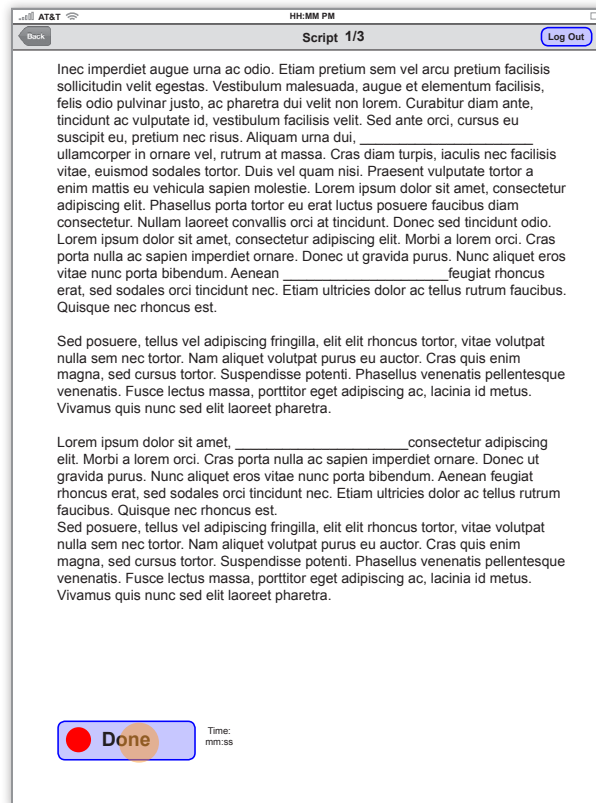 AT&T HH:MM PM
Back Script 1/3 Log Out
Inec imperdiet augue urna ac odio. Etiam pretium sem vel arcu pretium facilisis
sollicitudin velit egestas. Vestibulum malesuada, augue et elementum facilisis,
felis odio pulvinar justo, ac pharetra dui velit non lorem. Curabitur diam ante,
tincidunt ac vulputate id, vestibulum facilisis velit. Sed ante orci, cursus eu
suscipit eu, pretium nec risus. Aliquam urna dui, ______________________
ullamcorper in ornare vel, rutrum at massa. Cras diam turpis, iaculis nec facilisis
vitae, euismod sodales tortor. Duis vel quam nisi. Praesent vulputate tortor a
enim mattis eu vehicula sapien molestie. Lorem ipsum dolor sit amet, consectetur
adipiscing elit. Phasellus porta tortor eu erat luctus posuere faucibus diam
consectetur. Nullam laoreet convallis orci at tincidunt. Donec sed tincidunt odio.
Lorem ipsum dolor sit amet, consectetur adipiscing elit. Morbi a lorem orci. Cras
porta nulla ac sapien imperdiet ornare. Donec ut gravida purus. Nunc aliquet eros
vitae nunc porta bibendum. Aenean _____________________feugiat rhoncus
erat, sed sodales orci tincidunt nec. Etiam ultricies dolor ac tellus rutrum faucibus.
Quisque nec rhoncus est.
Sed posuere, tellus vel adipiscing fringilla, elit elit rhoncus tortor, vitae volutpat
nulla sem nec tortor. Nam aliquet volutpat purus eu auctor. Cras quis enim
magna, sed cursus tortor. Suspendisse potenti. Phasellus venenatis pellentesque
venenatis. Fusce lectus massa, porttitor eget adipiscing ac, lacinia id metus.
Vivamus quis nunc sed elit laoreet pharetra.
Lorem ipsum dolor sit amet, ______________________consectetur adipiscing
elit. Morbi a lorem orci. Cras porta nulla ac sapien imperdiet ornare. Donec ut
gravida purus. Nunc aliquet eros vitae nunc porta bibendum. Aenean feugiat
rhoncus erat, sed sodales orci tincidunt nec. Etiam ultricies dolor ac tellus rutrum
faucibus. Quisque nec rhoncus est.
Sed posuere, tellus vel adipiscing fringilla, elit elit rhoncus tortor, vitae volutpat
nulla sem nec tortor. Nam aliquet volutpat purus eu auctor. Cras quis enim
magna, sed cursus tortor. Suspendisse potenti. Phasellus venenatis pellentesque
venenatis. Fusce lectus massa, porttitor eget adipiscing ac, lacinia id metus.
Vivamus quis nunc sed elit laoreet pharetra.
Done
Time:
mm:ss